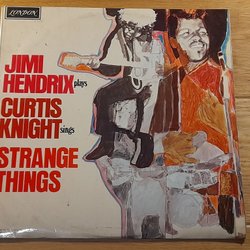 LONDON
JIMI
HENDRIX plays
CURTIS
KNIGHT sings
STRANGE
THINGS